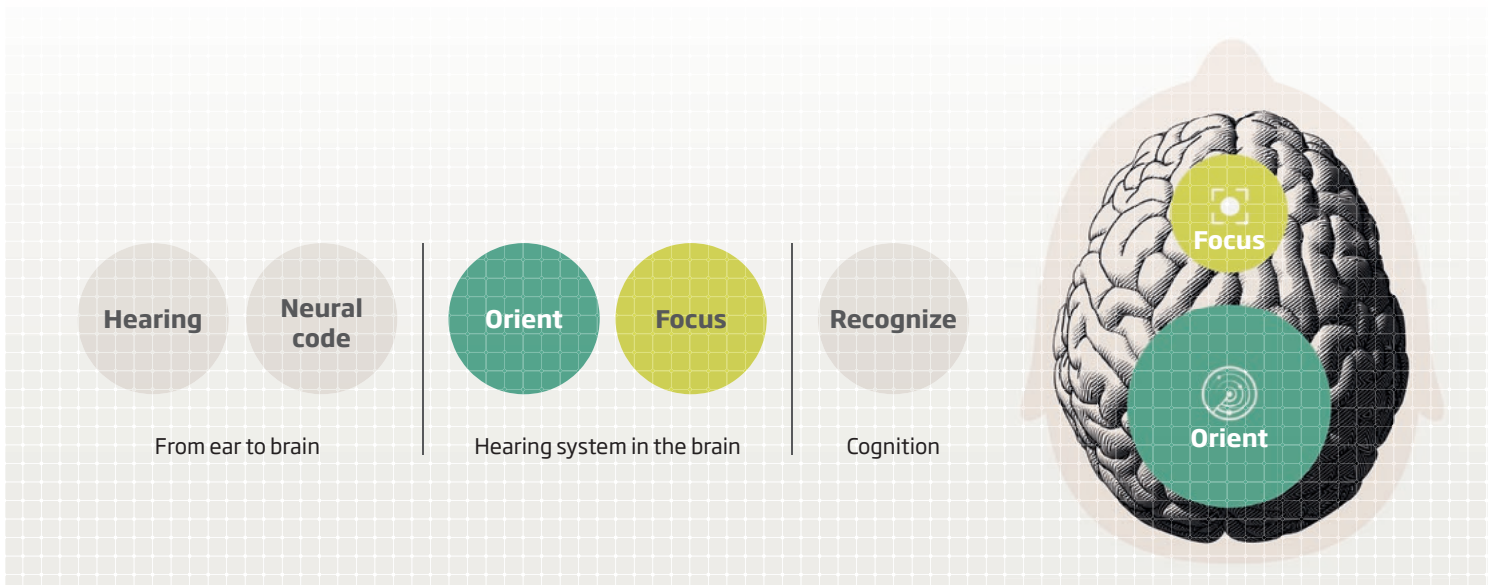 Hearing
Neural
code
Orient
Focus
Recognize
From ear to brain
Hearing system in the brain
Cognition
Focus
Orient